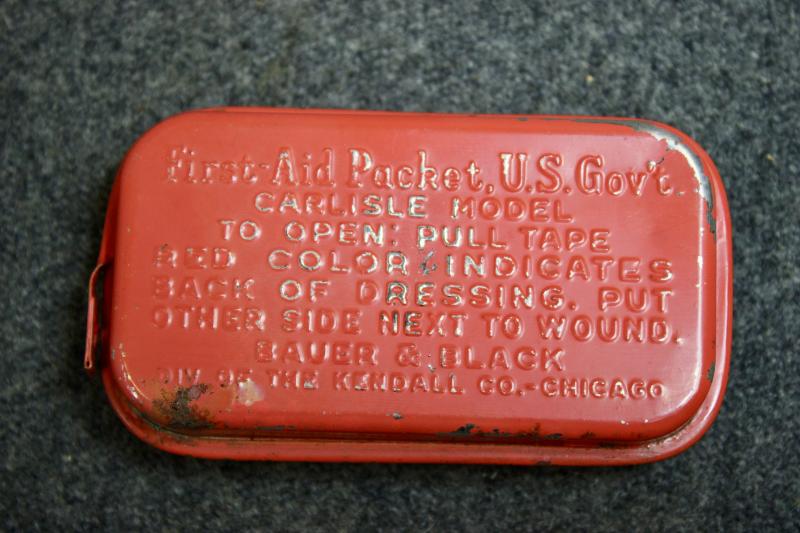 First-Aid Packet, U.S. Gov't.
CARLISLE MODEL
TO OPEN: PULL TAPE
RED COLOR INDICATES
BACK OF DRESSING. PUT
OTHER SIDE NEXT TO WOUND.
BAUER & BLACK
DIV OF THE KENDALL CO.-CHICAGO